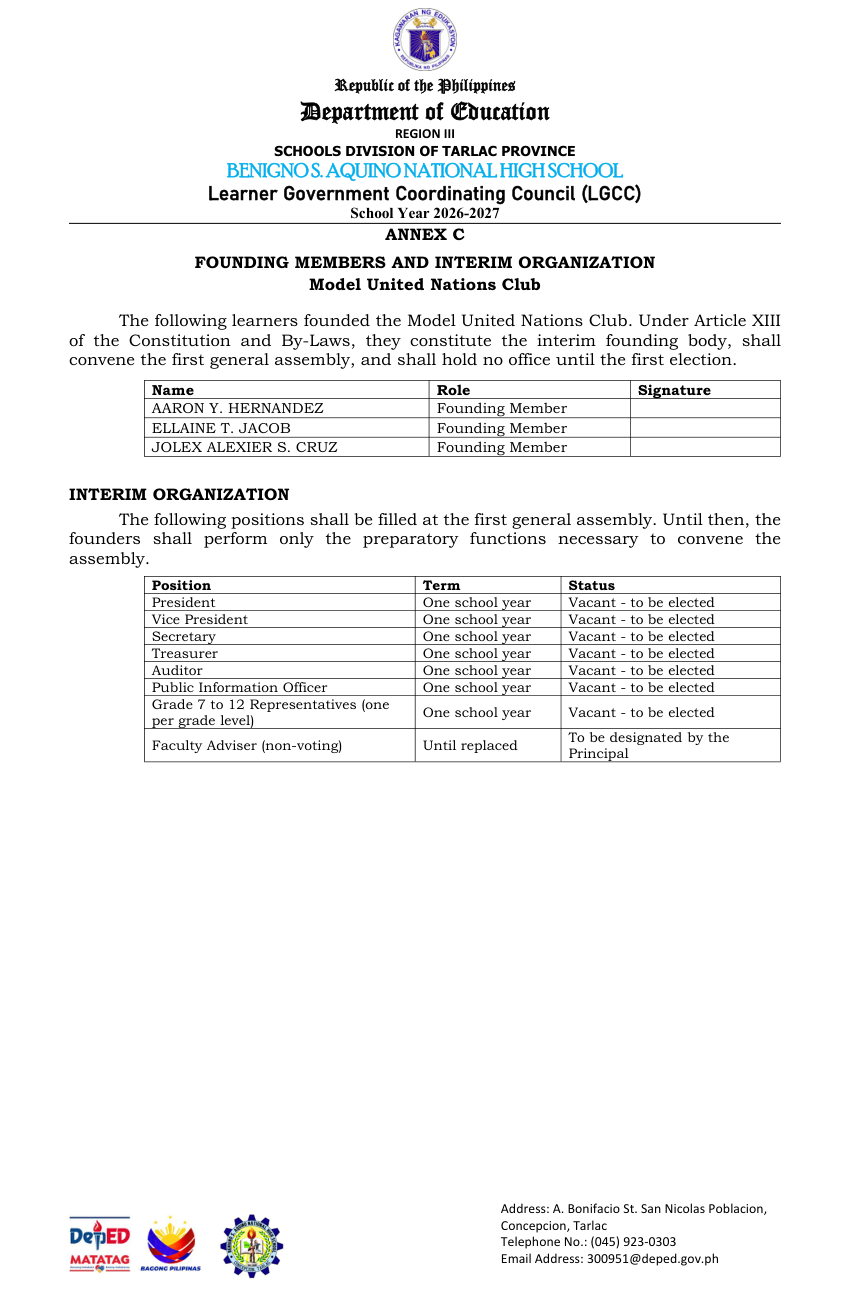 KAGAWARAN NG EDUKASYON
REPUBLIKA NG PILIPINAS
Republic of the Philippines
Department of Education
REGION III
SCHOOLS DIVISION OF TARLAC PROVINCE
BENIGNO S. AQUINO NATIONAL HIGH SCHOOL
Learner Government Coordinating Council (LGCC)
School Year 2026-2027
ANNEX C
FOUNDING MEMBERS AND INTERIM ORGANIZATION
Model United Nations Club
The following learners founded the Model United Nations Club. Under Article XIII
of the Constitution and By-Laws, they constitute the interim founding body, shall
convene the first general assembly, and shall hold no office until the first election.
Name Role Signature
AARON Y. HERNANDEZ Founding Member
ELLAINE T. JACOB Founding Member
JOLEX ALEXIER S. CRUZ Founding Member
INTERIM ORGANIZATION
The following positions shall be filled at the first general assembly. Until then, the
founders shall perform only the preparatory functions necessary to convene the
assembly.
Position Term Status
President One school year Vacant - to be elected
Vice President One school year Vacant - to be elected
Secretary One school year Vacant - to be elected
Treasurer One school year Vacant - to be elected
Auditor One school year Vacant - to be elected
Public Information Officer One school year Vacant - to be elected
Grade 7 to 12 Representatives (one
per grade level) One school year Vacant - to be elected
Faculty Adviser (non-voting) Until replaced To be designated by the
Principal
DepED
MATATAG
BAGONG PILIPINAS
Address: A. Bonifacio St. San Nicolas Poblacion,
Concepcion, Tarlac
Telephone No.: (045) 923-0303
Email Address: 300951@deped.gov.ph